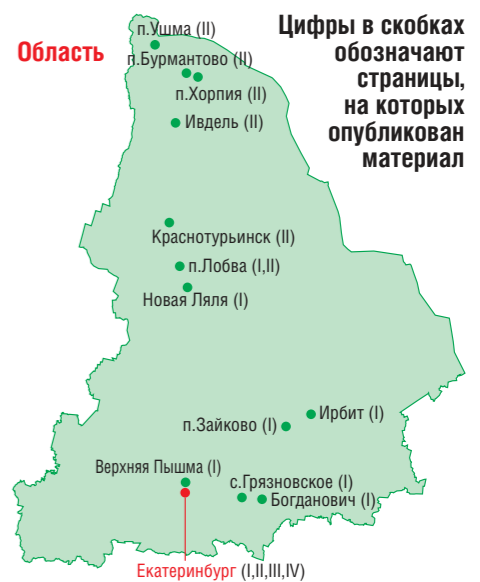 Область
Цифры в скобках
обозначают
страницы,
на которых
опубликован
материал
п.Ушма (II)
п.Бурмантово (II)
п.Хорпия (II)
Ивдель (II)
Краснотурьинск (II)
п.Лобва (I,II)
Новая Ляля (I)
Ирбит (I)
п.Зайково (I)
Верхняя Пышма (I)
с.Грязновское (I)
Богданович (I)
Екатеринбург (I,II,III,IV)